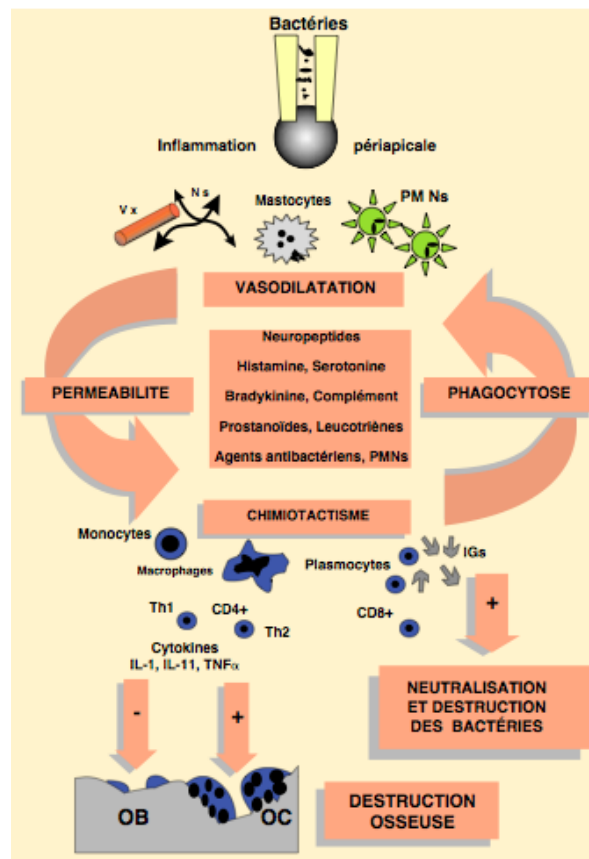 Bactéries
Inflammation périapicale
Vx
Ns
Mastocytes
PM Ns
VASODILATATION
PERMEABILITE
Neuropeptides
Histamine, Serotonine
Bradykinine, Complément
Prostanoïdes, Leucotriènes
Agents antibactériens, PMNs
PHAGOCYTOSE
CHIMIOTACTISME
Monocytes
Macrophages
Plasmocytes
IGs
Th1
CD4+
Th2
CD8+
+
Cytokines
IL-1, IL-11, TNFα
-
+
NEUTRALISATION
ET DESTRUCTION
DES BACTÉRIES
OB
OC
DESTRUCTION
OSSEUSE